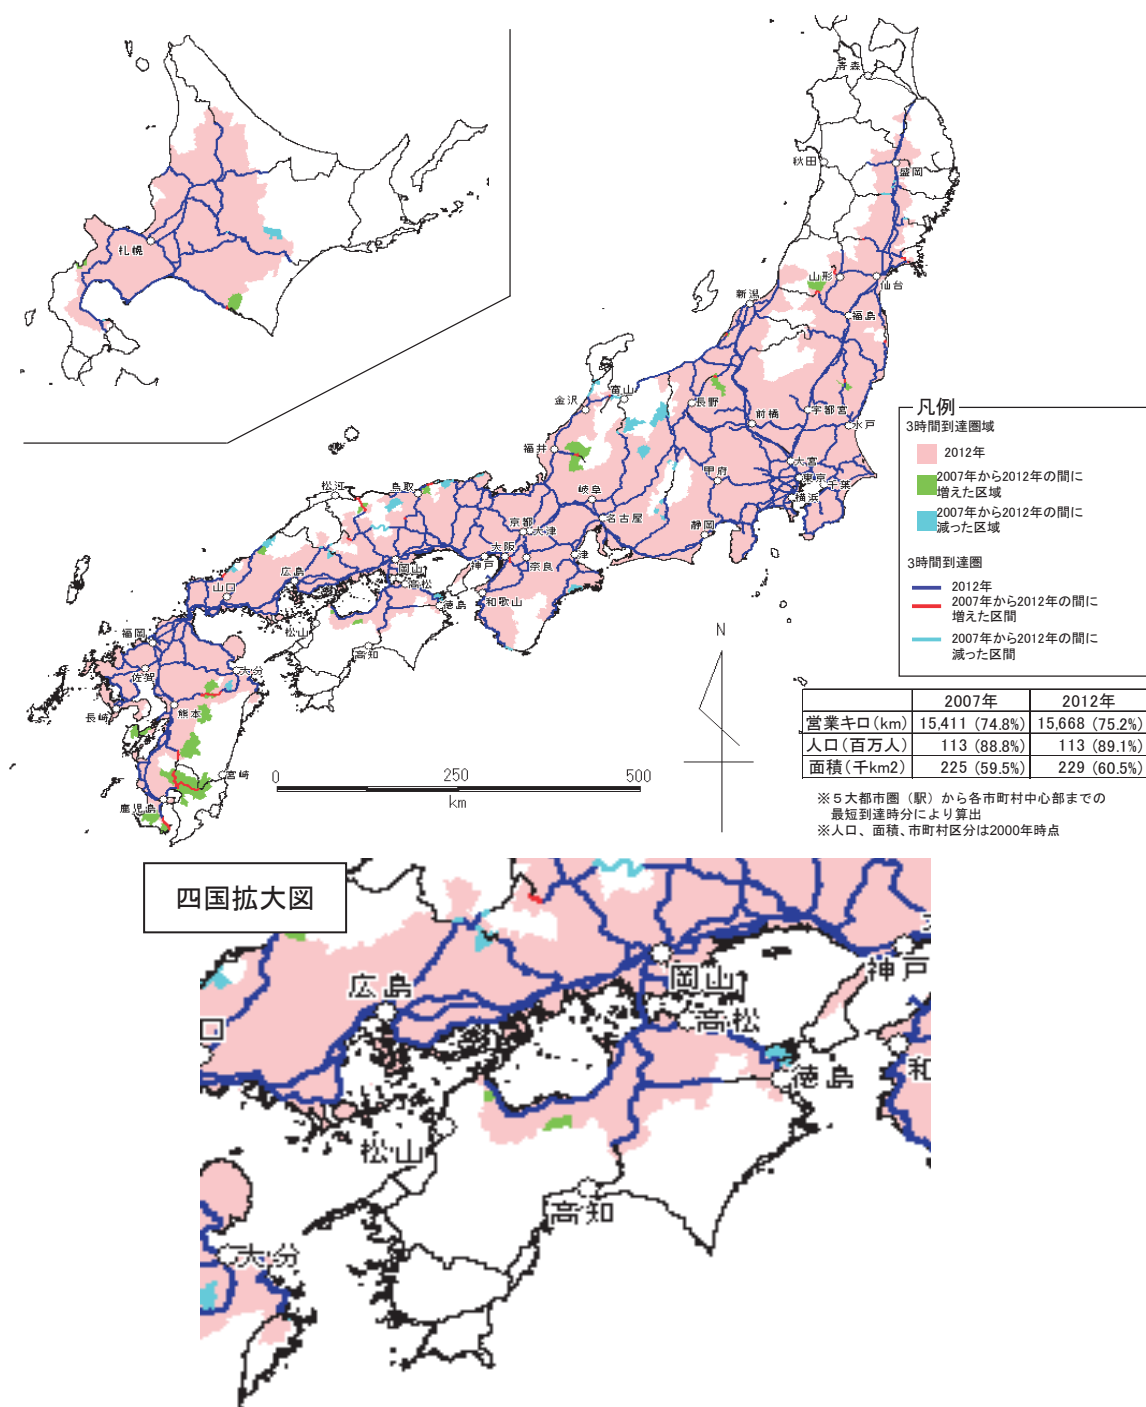 青森
秋田
盛岡
札幌
山形
仙台
新潟
福島
富山
金沢
長野
前橋
宇都宮
水戸
福井
大宮
甲府
東京
千葉
横浜
岐阜
名古屋
静岡
松江
鳥取
京都
大津
大阪
津
神戸
奈良
岡山
高松
広島
山口
和歌山
徳島
松山
高知
福岡
佐賀
大分
長崎
熊本
宮崎
鹿児島
凡例
3時間到達圏域
2012年
2007年から2012年の間に
増えた区域
2007年から2012年の間に
減った区域
3時間到達圏
2012年
2007年から2012年の間に
増えた区間
2007年から2012年の間に
減った区間
N
0 250 500
km
2007年 2012年
営業キロ(km) 15,411 (74.8%) 15,668 (75.2%)
人口(百万人) 113 (88.8%) 113 (89.1%)
面積(千km2) 225 (59.5%) 229 (60.5%)
※5大都市圏（駅）から各市町村中心部までの
最短到達時分により算出
※人口、面積、市町村区分は2000年時点
四国拡大図
広島
岡山
神戸
高松
口
徳島
和
松山
高知
大分